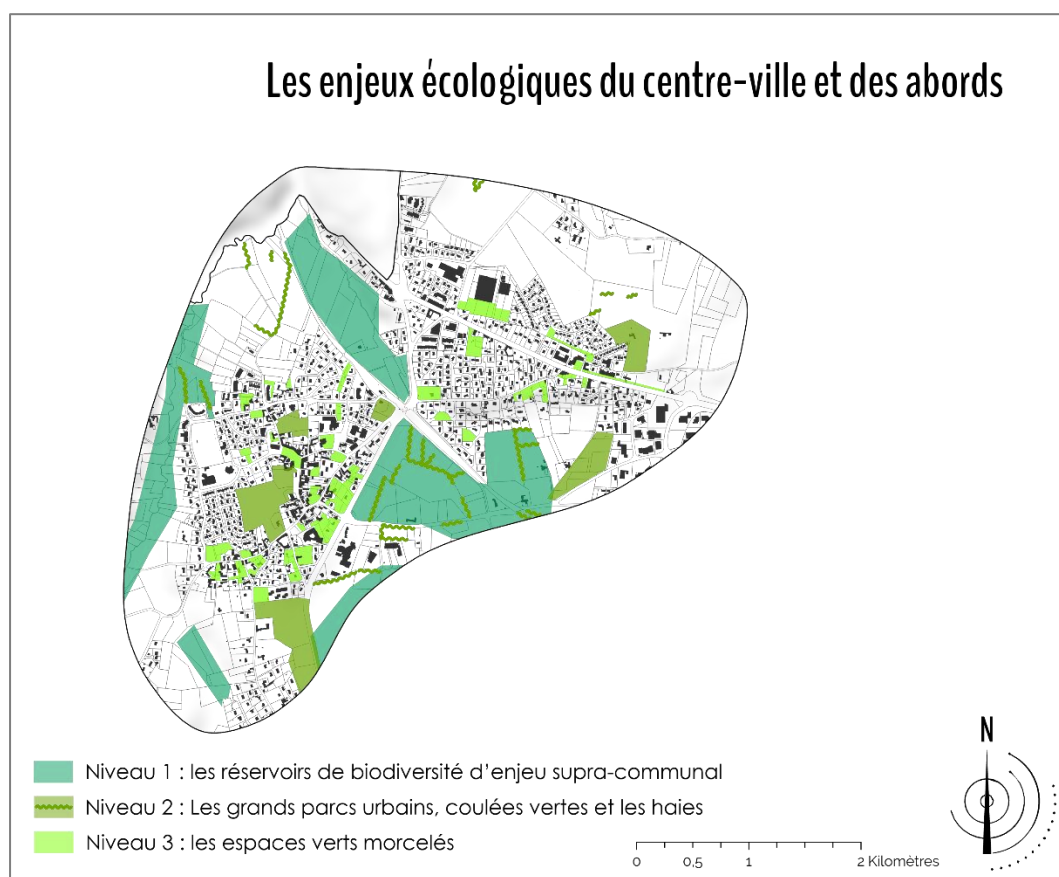 Les enjeux écologiques du centre-ville et des abords
Niveau 1 : les réservoirs de biodiversité d'enjeu supra-communal
Niveau 2 : Les grands parcs urbains, coulées vertes et les haies
Niveau 3 : les espaces verts morcelés
0 0,5 1 2 Kilomètres
N